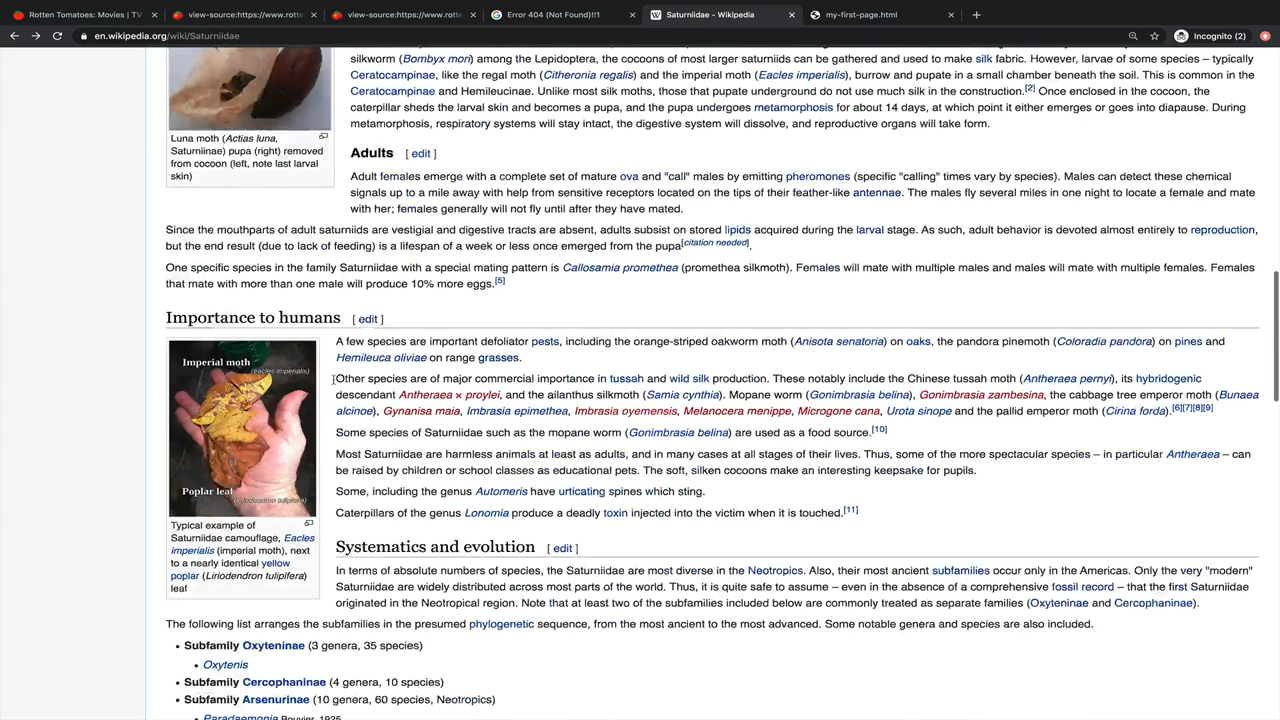 Rotten Tomatoes: Movies | TV
view-source:https://www.rott
view-source:https://www.rott
Error 404 (Not Found)!!1
Saturniidae - Wikipedia
my-first-page.html
en.wikipedia.org/wiki/Saturniidae
Incognito (2)
silkworm (Bombyx mori) among the Lepidoptera, the cocoons of most larger saturniids can be gathered and used to make silk fabric. However, larvae of some species – typically
Ceratocampinae, like the regal moth (Citheronia regalis) and the imperial moth (Eacles imperialis), burrow and pupate in a small chamber beneath the soil. This is common in the
Ceratocampinae and Hemileucinae. Unlike most silk moths, those that pupate underground do not use much silk in the construction.[2] Once enclosed in the cocoon, the
caterpillar sheds the larval skin and becomes a pupa, and the pupa undergoes metamorphosis for about 14 days, at which point it either emerges or goes into diapause. During
metamorphosis, respiratory systems will stay intact, the digestive system will dissolve, and reproductive organs will take form.
Luna moth (Actias luna,
Saturniinae) pupa (right) removed
from cocoon (left, note last larval
skin)
Adults [ edit ]
Adult females emerge with a complete set of mature ova and "call" males by emitting pheromones (specific "calling" times vary by species). Males can detect these chemical
signals up to a mile away with help from sensitive receptors located on the tips of their feather-like antennae. The males fly several miles in one night to locate a female and mate
with her; females generally will not fly until after they have mated.
Since the mouthparts of adult saturniids are vestigial and digestive tracts are absent, adults subsist on stored lipids acquired during the larval stage. As such, adult behavior is devoted almost entirely to reproduction,
but the end result (due to lack of feeding) is a lifespan of a week or less once emerged from the pupa[citation needed].
One specific species in the family Saturniidae with a special mating pattern is Callosamia promethea (promethea silkmoth). Females will mate with multiple males and males will mate with multiple females. Females
that mate with more than one male will produce 10% more eggs.[5]
Importance to humans [ edit ]
Imperial moth
(eacles imperialis)
Poplar leaf
(Liriodendron tulipifera)
Typical example of
Saturniidae camouflage, Eacles
imperialis (imperial moth), next
to a nearly identical yellow
poplar (Liriodendron tulipifera)
leaf
A few species are important defoliator pests, including the orange-striped oakworm moth (Anisota senatoria) on oaks, the pandora pinemoth (Coloradia pandora) on pines and
Hemileuca oliviae on range grasses.
Other species are of major commercial importance in tussah and wild silk production. These notably include the Chinese tussah moth (Antheraea pernyi), its hybridogenic
descendant Antheraea × proylei, and the ailanthus silkmoth (Samia cynthia). Mopane worm (Gonimbrasia belina), Gonimbrasia zambesina, the cabbage tree emperor moth (Bunaea
alcinoe), Gynanisa maia, Imbrasia epimethea, Imbrasia oyemensis, Melanocera menippe, Microgone cana, Urota sinope and the pallid emperor moth (Cirina forda).[6][7][8][9]
Some species of Saturniidae such as the mopane worm (Gonimbrasia belina) are used as a food source.[10]
Most Saturniidae are harmless animals at least as adults, and in many cases at all stages of their lives. Thus, some of the more spectacular species – in particular Antheraea – can
be raised by children or school classes as educational pets. The soft, silken cocoons make an interesting keepsake for pupils.
Some, including the genus Automeris have urticating spines which sting.
Caterpillars of the genus Lonomia produce a deadly toxin injected into the victim when it is touched.[11]
Systematics and evolution [ edit ]
In terms of absolute numbers of species, the Saturniidae are most diverse in the Neotropics. Also, their most ancient subfamilies occur only in the Americas. Only the very "modern"
Saturniidae are widely distributed across most parts of the world. Thus, it is quite safe to assume – even in the absence of a comprehensive fossil record – that the first Saturniidae
originated in the Neotropical region. Note that at least two of the subfamilies included below are commonly treated as separate families (Oxyteninae and Cercophaninae).
The following list arranges the subfamilies in the presumed phylogenetic sequence, from the most ancient to the most advanced. Some notable genera and species are also included.
• Subfamily Oxyteninae (3 genera, 35 species)
• Oxytenis
• Subfamily Cercophaninae (4 genera, 10 species)
• Subfamily Arsenurinae (10 genera, 60 species, Neotropics)
• Paradaemonia Bouvier, 1925